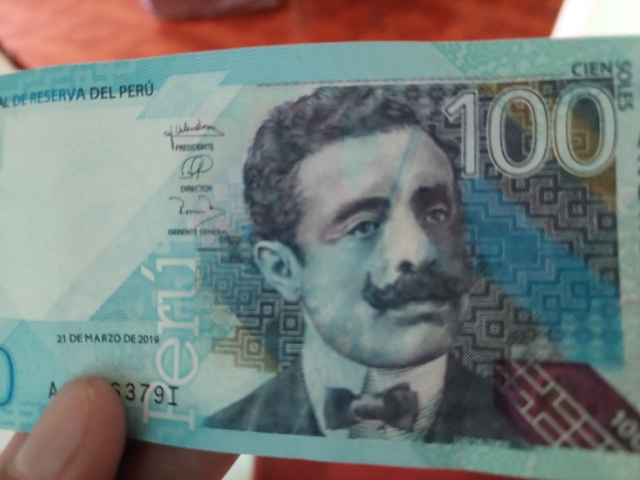 AL DE RESERVA DEL PERÚ
CIEN
SOLES
100
PRESIDENTE
DIRECTOR
GERENTE GENERAL
Perú
21 DE MARZO DE 2019
A 6379I
100